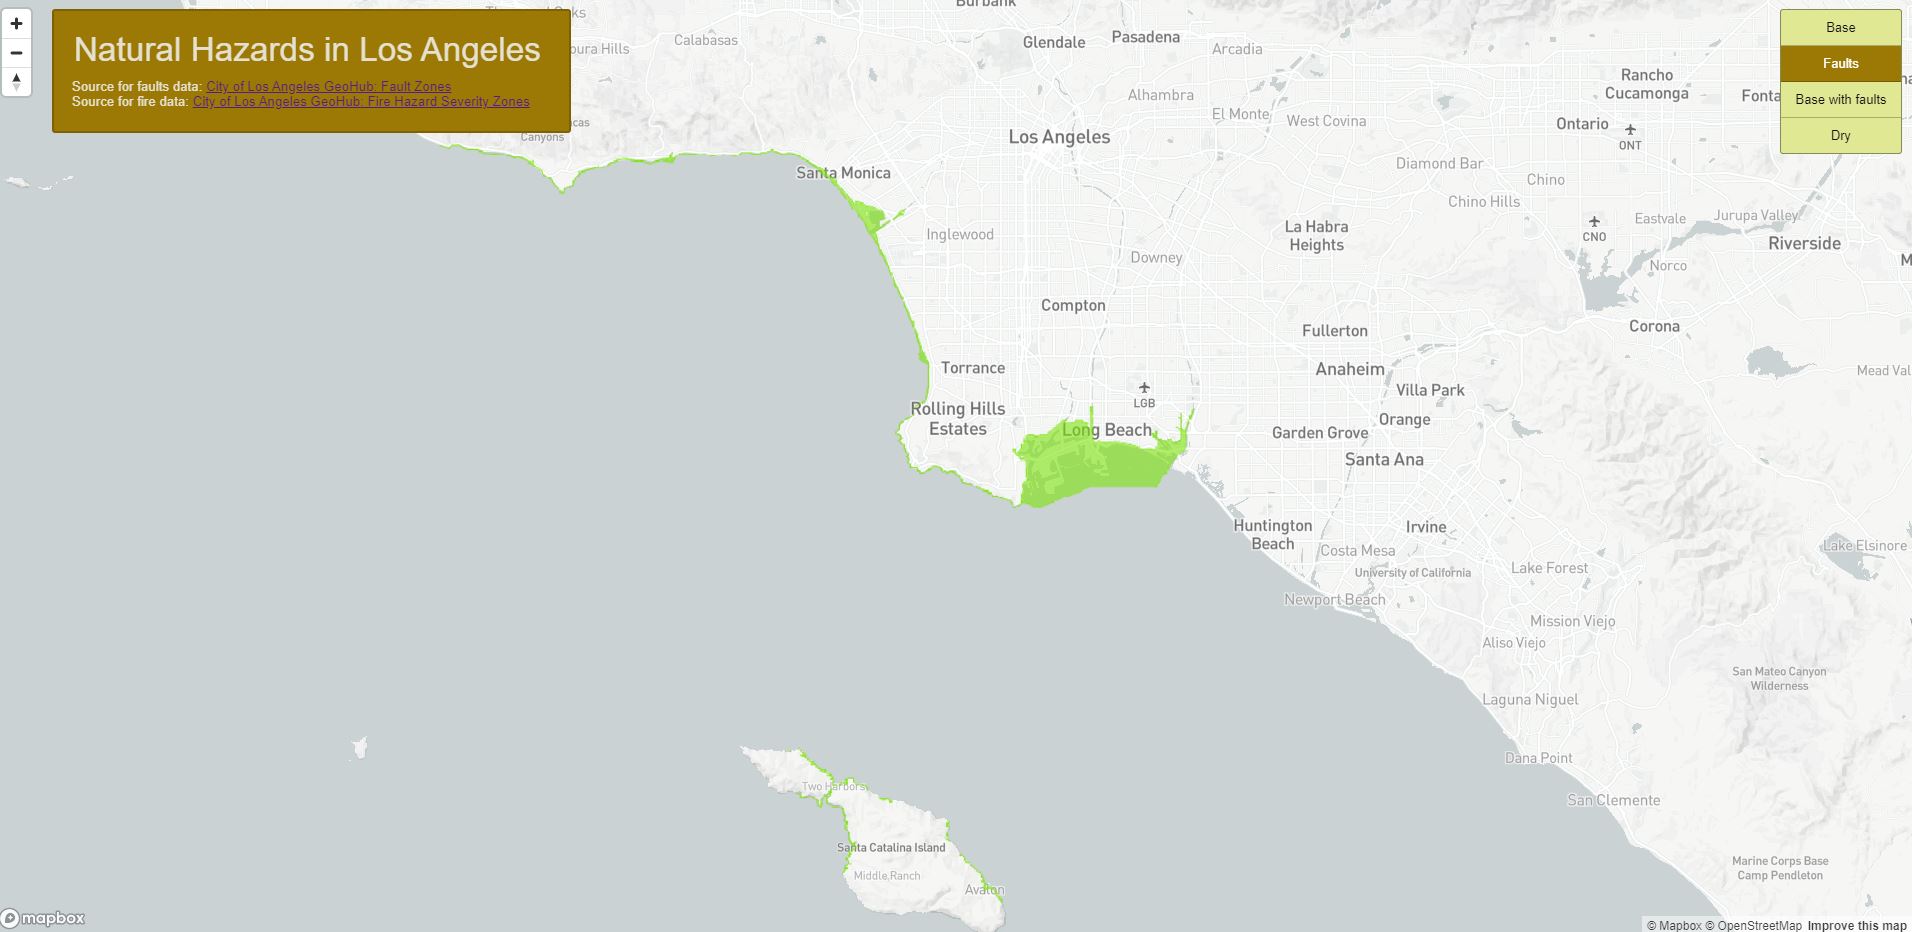 Burbank
Thousand Oaks
Natural Hazards in Los Angeles
Source for faults data: City of Los Angeles GeoHub: Fault Zones
Source for fire data: City of Los Angeles GeoHub: Fire Hazard Severity Zones
Calabasas
Glendale
Pasadena
Arcadia
Base
Faults
Base with faults
Dry
Canyons
Alhambra
El Monte
West Covina
Rancho
Cucamonga
Ontario
ONT
Los Angeles
Santa Monica
Diamond Bar
Chino
Chino Hills
CNO
Eastvale
Jurupa Valley
Riverside
Norco
Inglewood
La Habra
Heights
Downey
Compton
Fullerton
Corona
Torrance
Anaheim
Villa Park
LGB
Rolling Hills
Estates
Long Beach
Orange
Garden Grove
Santa Ana
Huntington
Beach
Irvine
Costa Mesa
University of California
Lake Forest
Lake Elsinore
Newport Beach
Mission Viejo
Aliso Viejo
San Mateo Canyon
Wilderness
Laguna Niguel
Dana Point
San Clemente
Two Harbors
Santa Catalina Island
Middle Ranch
Avalon
Marine Corps Base
Camp Pendleton
mapbox
© Mapbox © OpenStreetMap Improve this map